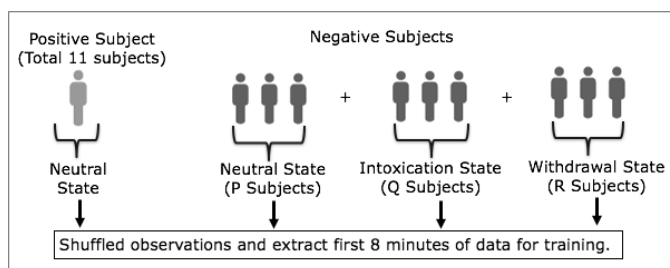 Positive Subject
(Total 11 subjects)
Negative Subjects
+
+
Neutral
State
Neutral State
(P Subjects)
Intoxication State
(Q Subjects)
Withdrawal State
(R Subjects)
Shuffled observations and extract first 8 minutes of data for training.